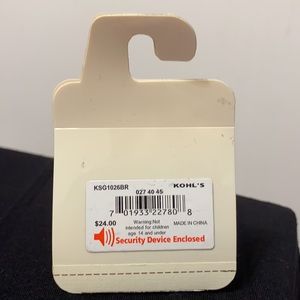 KSG1026BR KOHL'S
027 40 45
7 01933 22780 8
$24.00 Warning:Not MADE IN CHINA
intended for children
age 14 and under
Security Device Enclosed